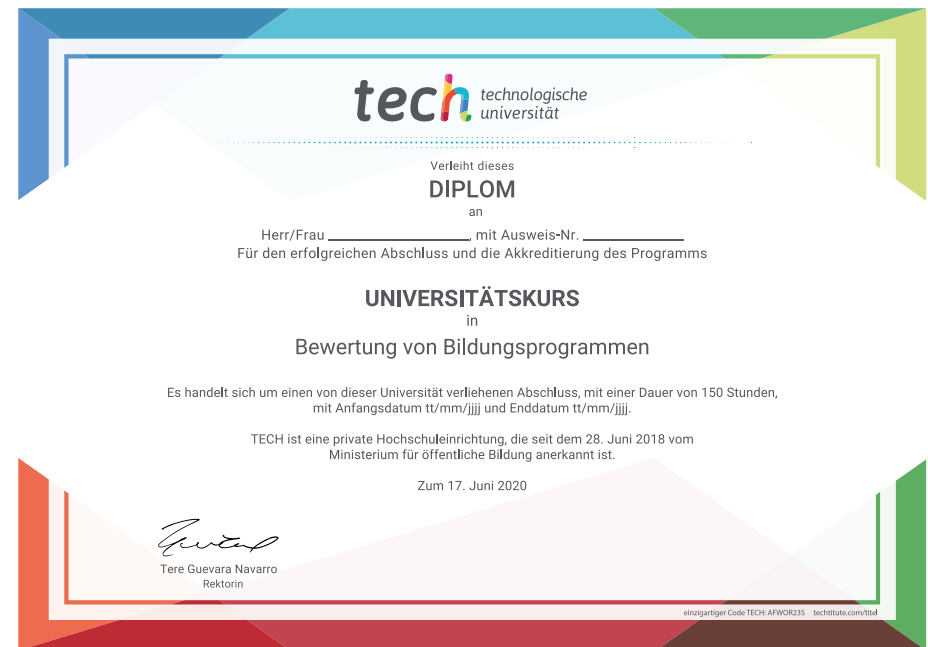 tech technologische
universität
Verleiht dieses
DIPLOM
an
Herr/Frau ____________________, mit Ausweis-Nr. ______________
Für den erfolgreichen Abschluss und die Akkreditierung des Programms
UNIVERSITÄTSKURS
in
Bewertung von Bildungsprogrammen
Es handelt sich um einen von dieser Universität verliehenen Abschluss, mit einer Dauer von 150 Stunden,
mit Anfangsdatum tt/mm/jjjj und Enddatum tt/mm/jjjj.
TECH ist eine private Hochschuleinrichtung, die seit dem 28. Juni 2018 vom
Ministerium für öffentliche Bildung anerkannt ist.
Zum 17. Juni 2020
Tere Guevara Navarro
Rektorin
einzigartiger Code TECH: AFWOR23S techtitute.com/titel